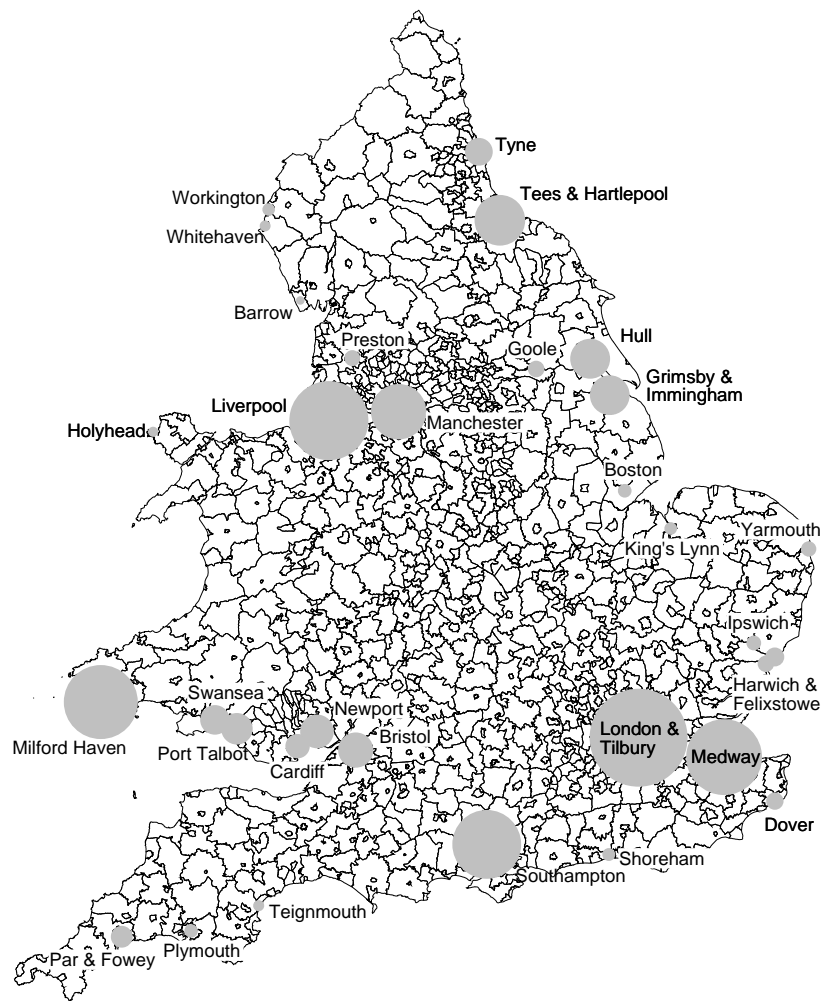 Tyne
Tees & Hartlepool
Workington
Whitehaven
Barrow
Preston
Goole
Hull
Grimsby &
Immingham
Liverpool
Manchester
Holyhead
Boston
King's Lynn
Yarmouth
Ipswich
Harwich &
Felixstowe
Swansea
Newport
Milford Haven
Port Talbot
Bristol
Cardiff
London &
Tilbury
Medway
Dover
Shoreham
Southampton
Teignmouth
Plymouth
Par & Fowey